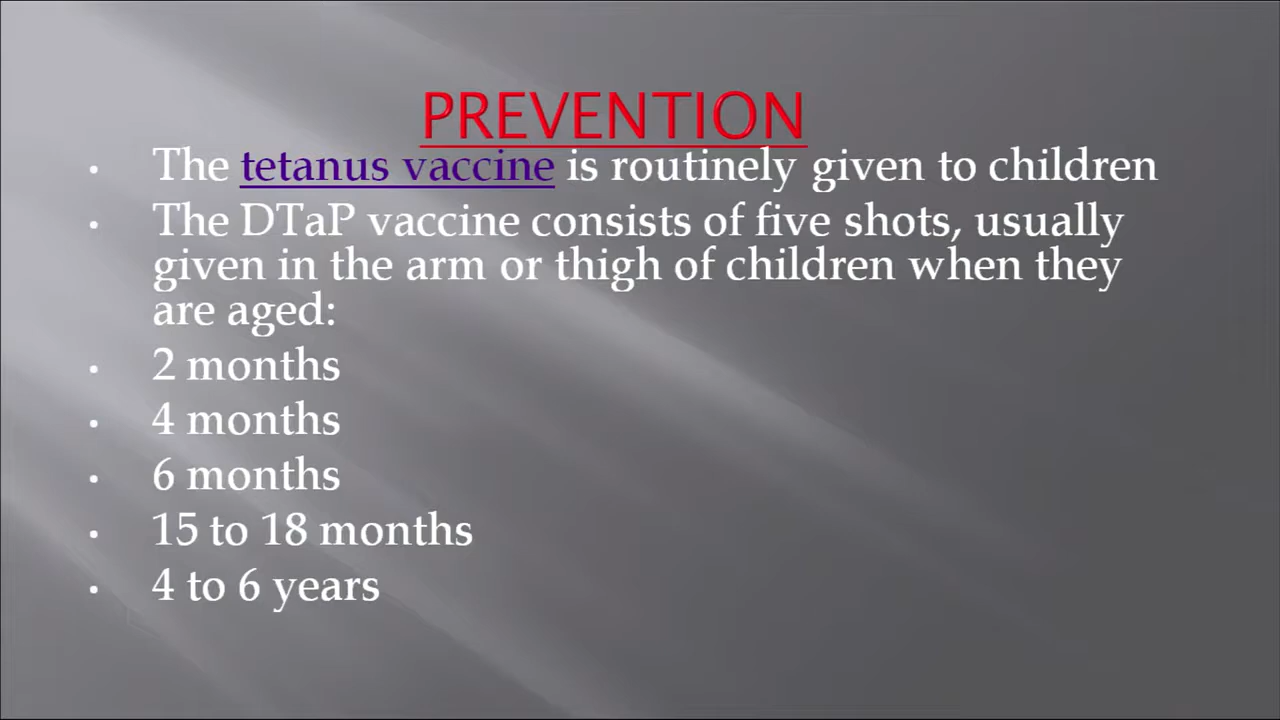 PREVENTION
• The tetanus vaccine is routinely given to children
• The DTaP vaccine consists of five shots, usually
given in the arm or thigh of children when they
are aged:
• 2 months
• 4 months
• 6 months
• 15 to 18 months
• 4 to 6 years